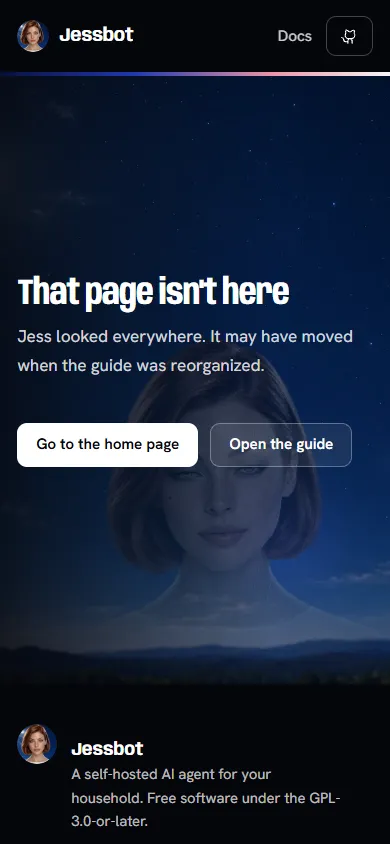 Jessbot
Docs
That page isn't here
Jess looked everywhere. It may have moved
when the guide was reorganized.
Go to the home page
Open the guide
Jessbot
A self-hosted AI agent for your
household. Free software under the GPL-
3.0-or-later.